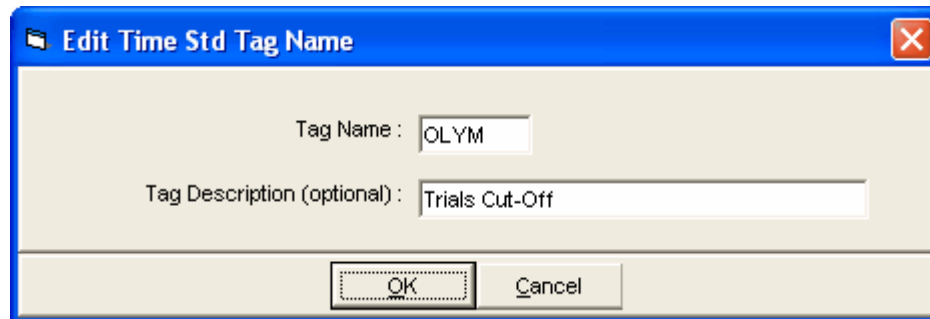 Edit Time Std Tag Name
Tag Name : OLYM
Tag Description (optional) : Trials Cut-Off
OK Cancel